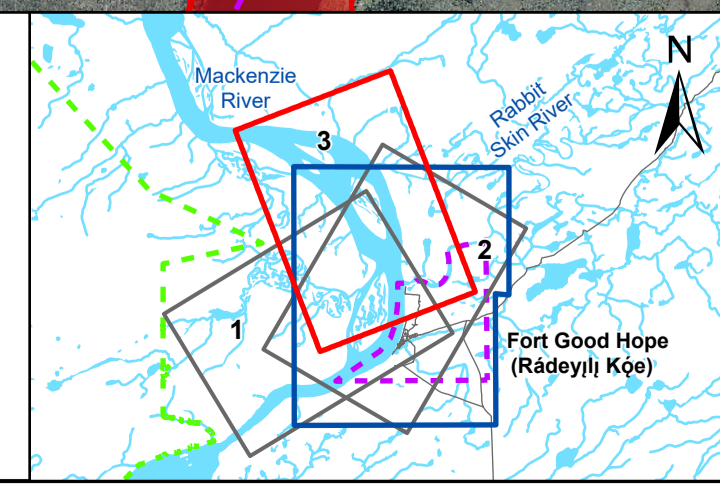 N
Mackenzie
River
Rabbit
Skin River
3
2
1
Fort Good Hope
(Rádeyı̨lı̨ Kǫ́e)